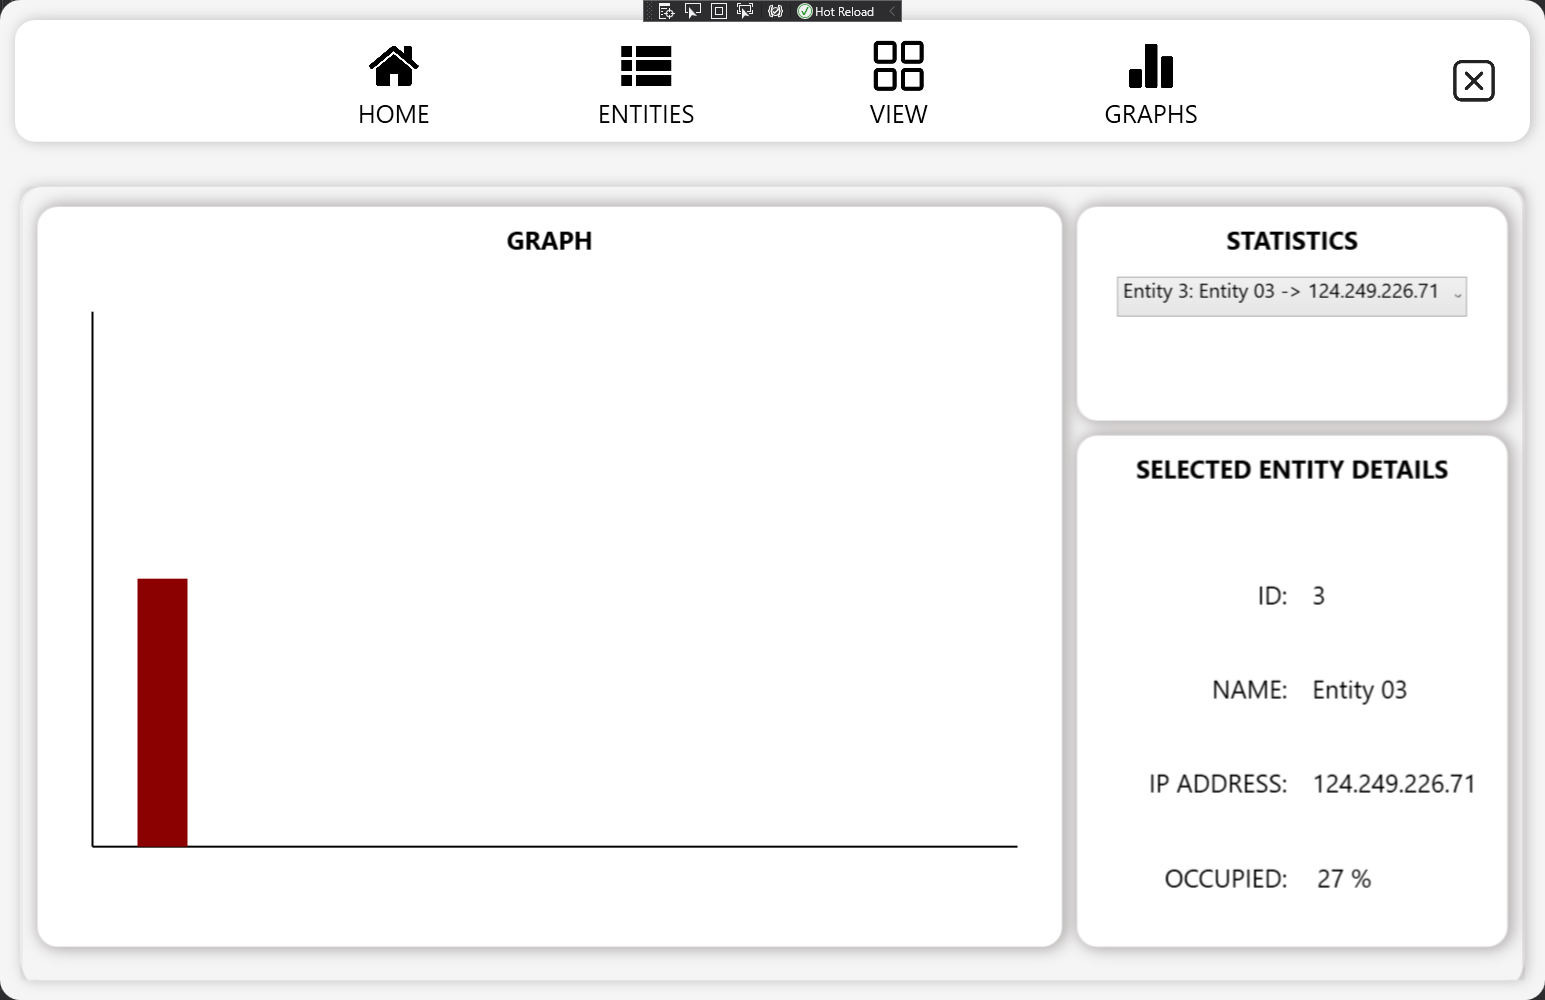 Hot Reload
HOME
ENTITIES
VIEW
GRAPHS
GRAPH
STATISTICS
Entity 3: Entity 03 -> 124.249.226.71
SELECTED ENTITY DETAILS
ID: 3
NAME: Entity 03
IP ADDRESS: 124.249.226.71
OCCUPIED: 27 %